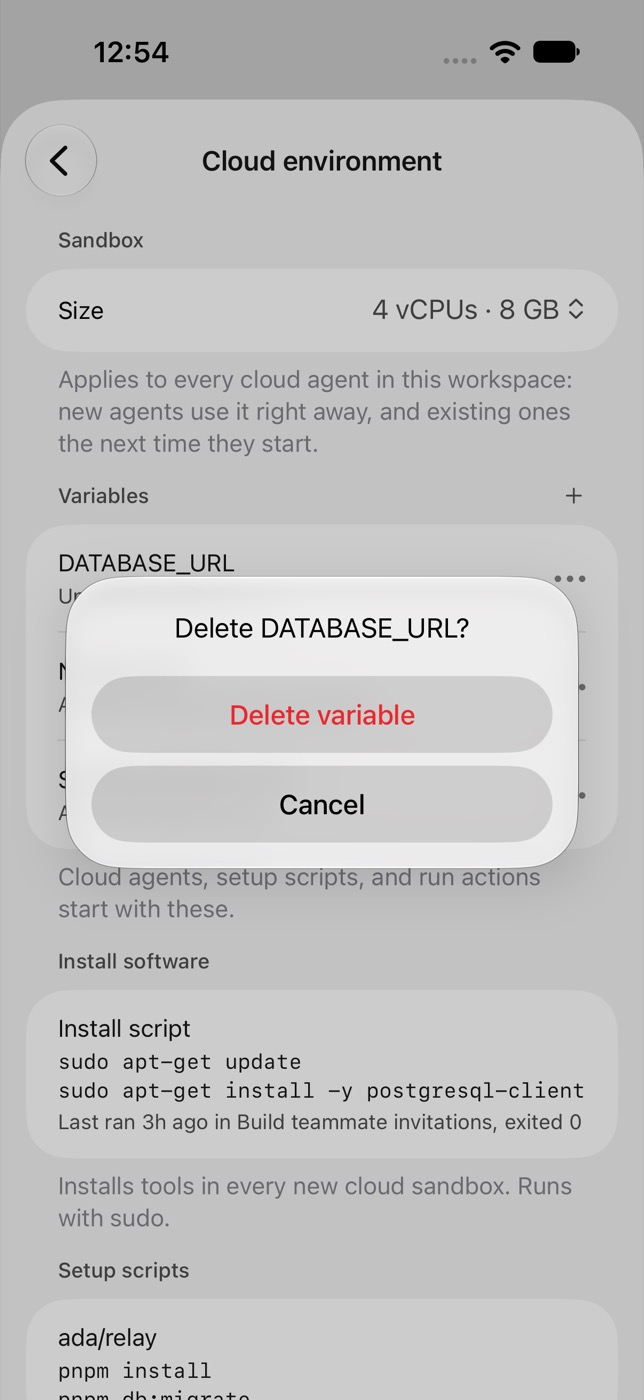 12:54
Cloud environment
Sandbox
Size
4 vCPUs · 8 GB
Applies to every cloud agent in this workspace:
new agents use it right away, and existing ones
the next time they start.
Variables
DATABASE_URL
Delete DATABASE_URL?
Delete variable
Cancel
Cloud agents, setup scripts, and run actions
start with these.
Install software
Install script
sudo apt-get update
sudo apt-get install -y postgresql-client
Last ran 3h ago in Build teammate invitations, exited 0
Installs tools in every new cloud sandbox. Runs
with sudo.
Setup scripts
ada/relay
pnpm install
pnpm db:migrate